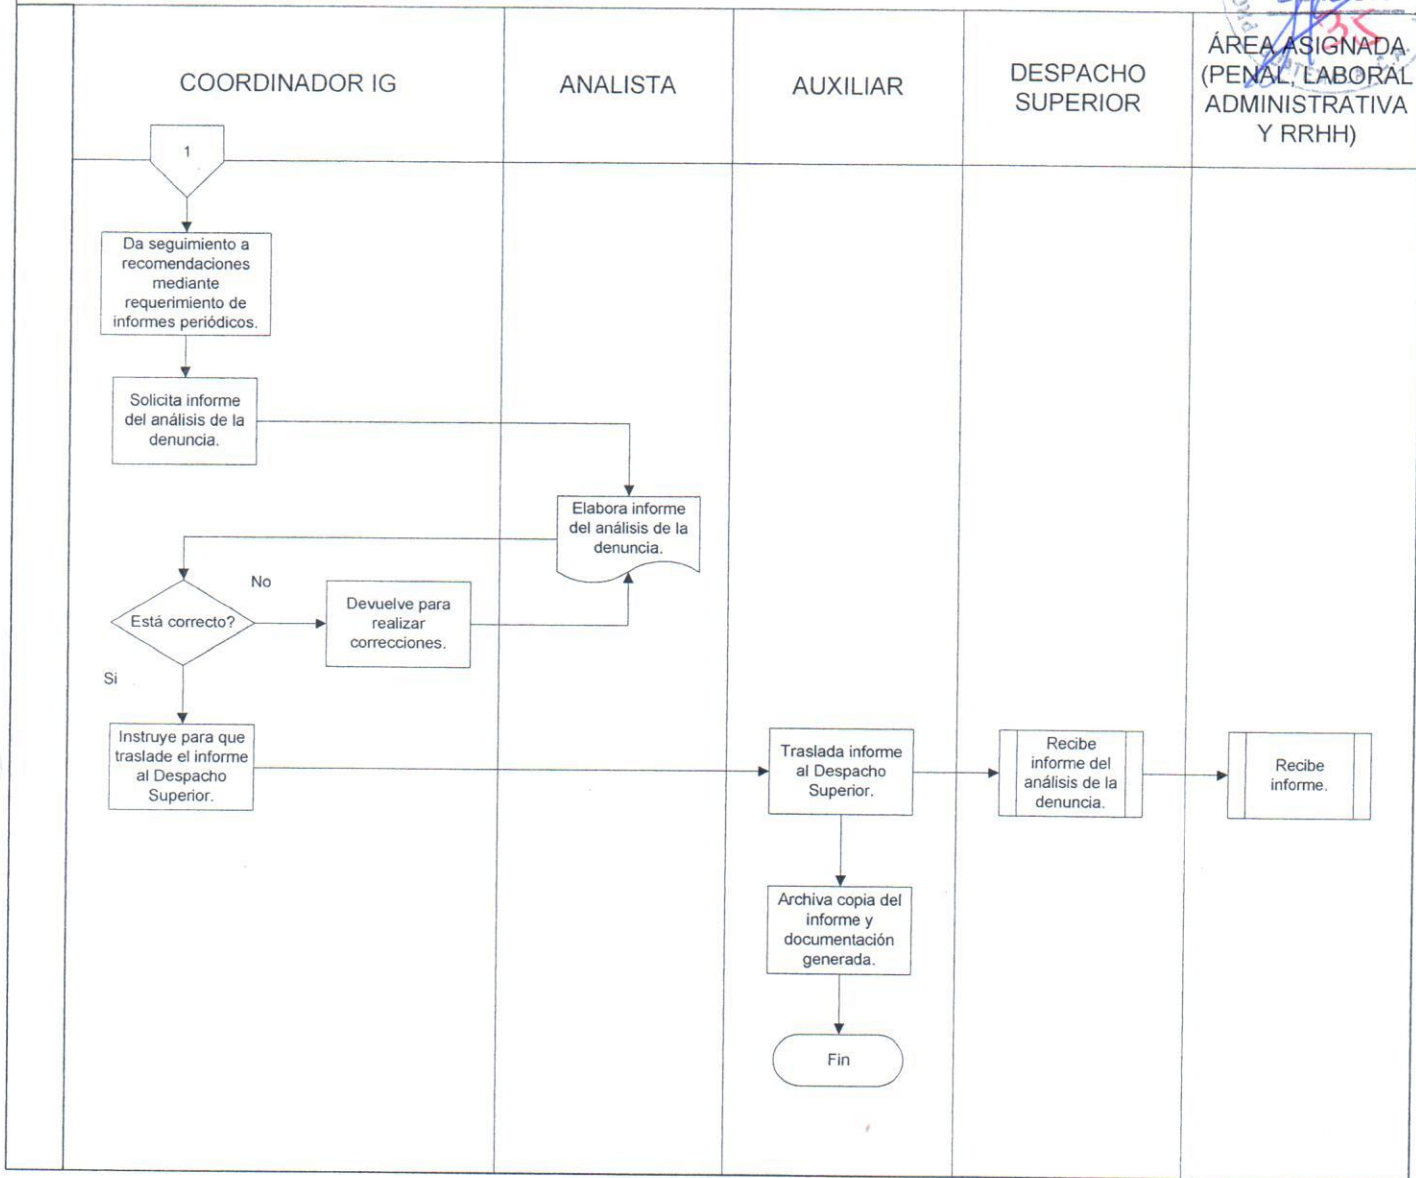 COORDINADOR IG
ANALISTA
AUXILIAR
DESPACHO
SUPERIOR
ÁREA ASIGNADA
(PENAL, LABORAL
ADMINISTRATIVA
Y RRHH)
35
1
Da seguimiento a
recomendaciones
mediante
requerimiento de
informes periódicos.
Solicita informe
del análisis de la
denuncia.
Elabora informe
del análisis de la
denuncia.
Está correcto?
No
Devuelve para
realizar
correcciones.
Si
Instruye para que
traslade el informe
al Despacho
Superior.
Traslada informe
al Despacho
Superior.
Recibe
informe del
análisis de la
denuncia.
Recibe
informe.
Archiva copia del
informe y
documentación
generada.
Fin